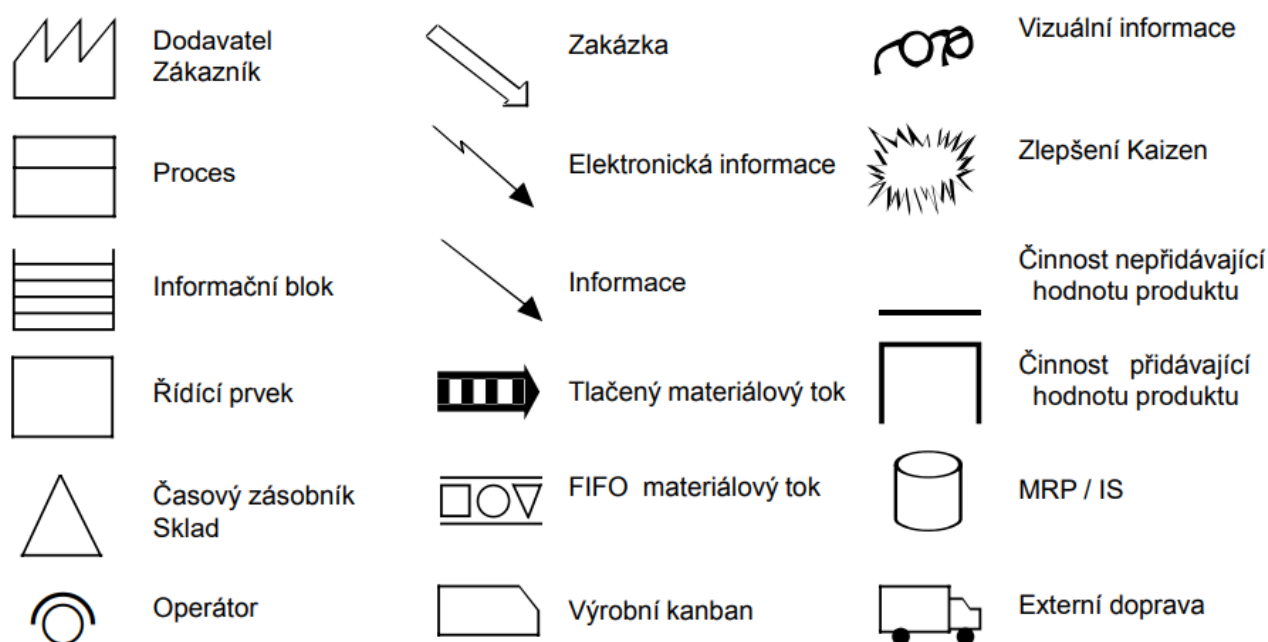 Dodavatel
Zákazník
Zakázka
Vizuální informace
Proces
Elektronická informace
Zlepšení Kaizen
Informační blok
Informace
Činnost nepřidávající
hodnotu produktu
Řídící prvek
Tlačený materiálový tok
Činnost přidávající
hodnotu produktu
Časový zásobník
Sklad
FIFO materiálový tok
MRP / IS
Operátor
Výrobní kanban
Externí doprava